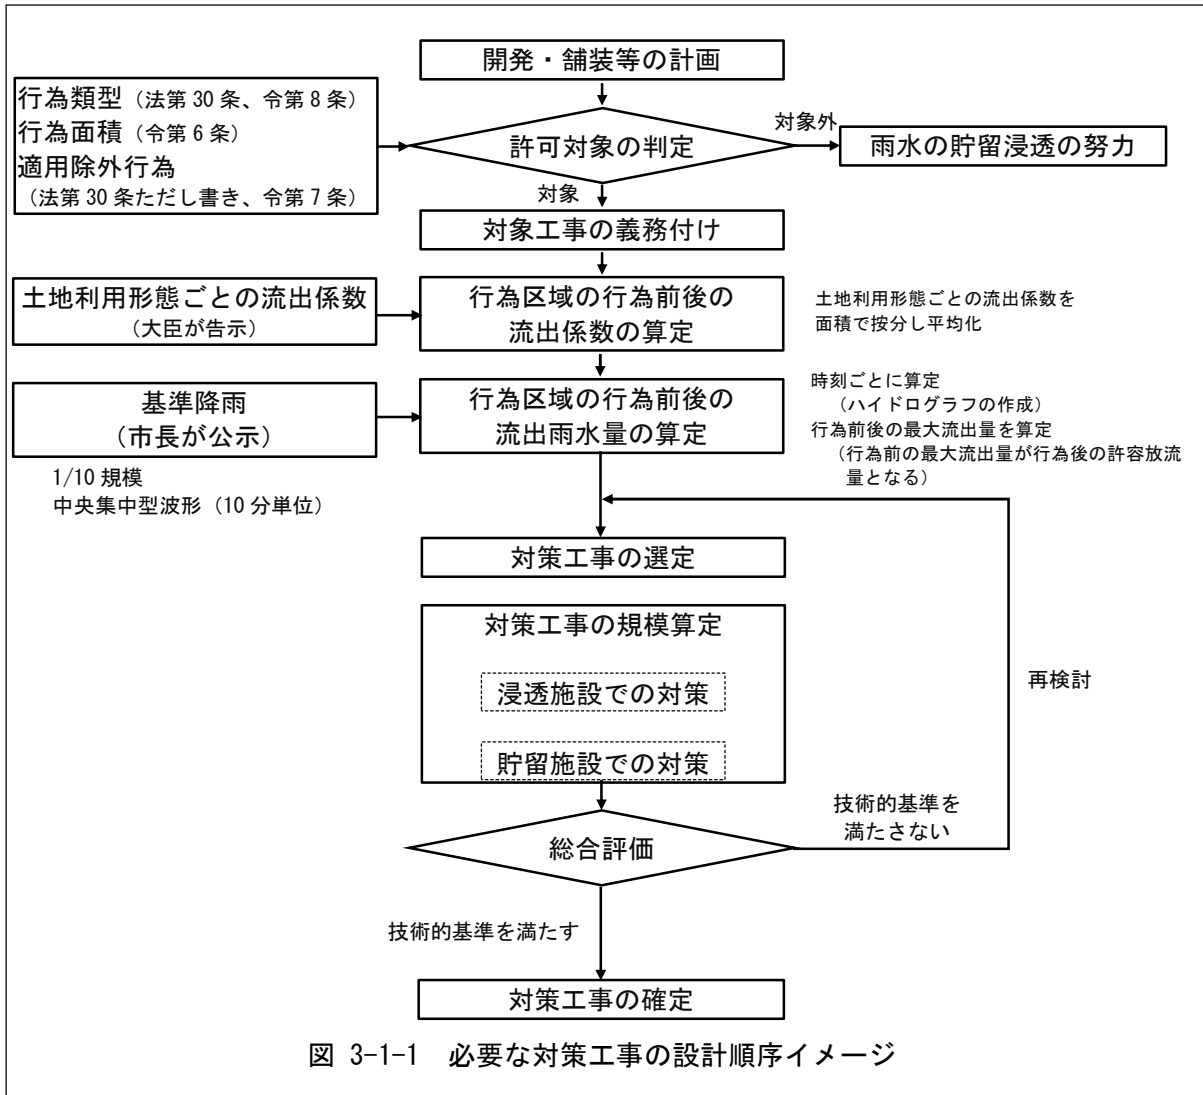 開発・舗装等の計画
行為類型（法第 30 条、令第 8 条）
行為面積（令第 6 条）
適用除外行為
（法第 30 条ただし書き、令第 7 条）
許可対象の判定
対象外
雨水の貯留浸透の努力
対象
対象工事の義務付け
土地利用形態ごとの流出係数
（大臣が告示）
行為区域の行為前後の
流出係数の算定
土地利用形態ごとの流出係数を
面積で按分し平均化
基準降雨
（市長が公示）
1/10 規模
中央集中型波形（10 分単位）
行為区域の行為前後の
流出雨水量の算定
時刻ごとに算定
（ハイドログラフの作成）
行為前後の最大流出量を算定
（行為前の最大流出量が行為後の許容放流
量となる）
対策工事の選定
対策工事の規模算定
浸透施設での対策
貯留施設での対策
再検討
総合評価
技術的基準を
満たさない
技術的基準を満たす
対策工事の確定
図 3-1-1　必要な対策工事の設計順序イメージ